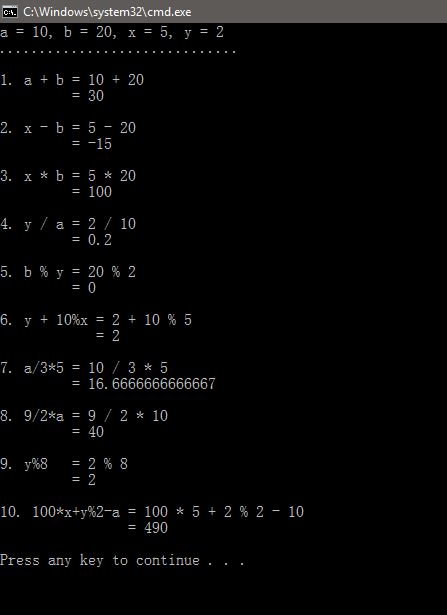 C:\Windows\system32\cmd.exe
a = 10, b = 20, x = 5, y = 2
..............................
1. a + b = 10 + 20
= 30
2. x - b = 5 - 20
= -15
3. x * b = 5 * 20
= 100
4. y / a = 2 / 10
= 0.2
5. b % y = 20 % 2
= 0
6. y + 10%x = 2 + 10 % 5
= 2
7. a/3*5 = 10 / 3 * 5
= 16.6666666666667
8. 9/2*a = 9 / 2 * 10
= 40
9. y%8 = 2 % 8
= 2
10. 100*x+y%2-a = 100 * 5 + 2 % 2 - 10
= 490
Press any key to continue . . .